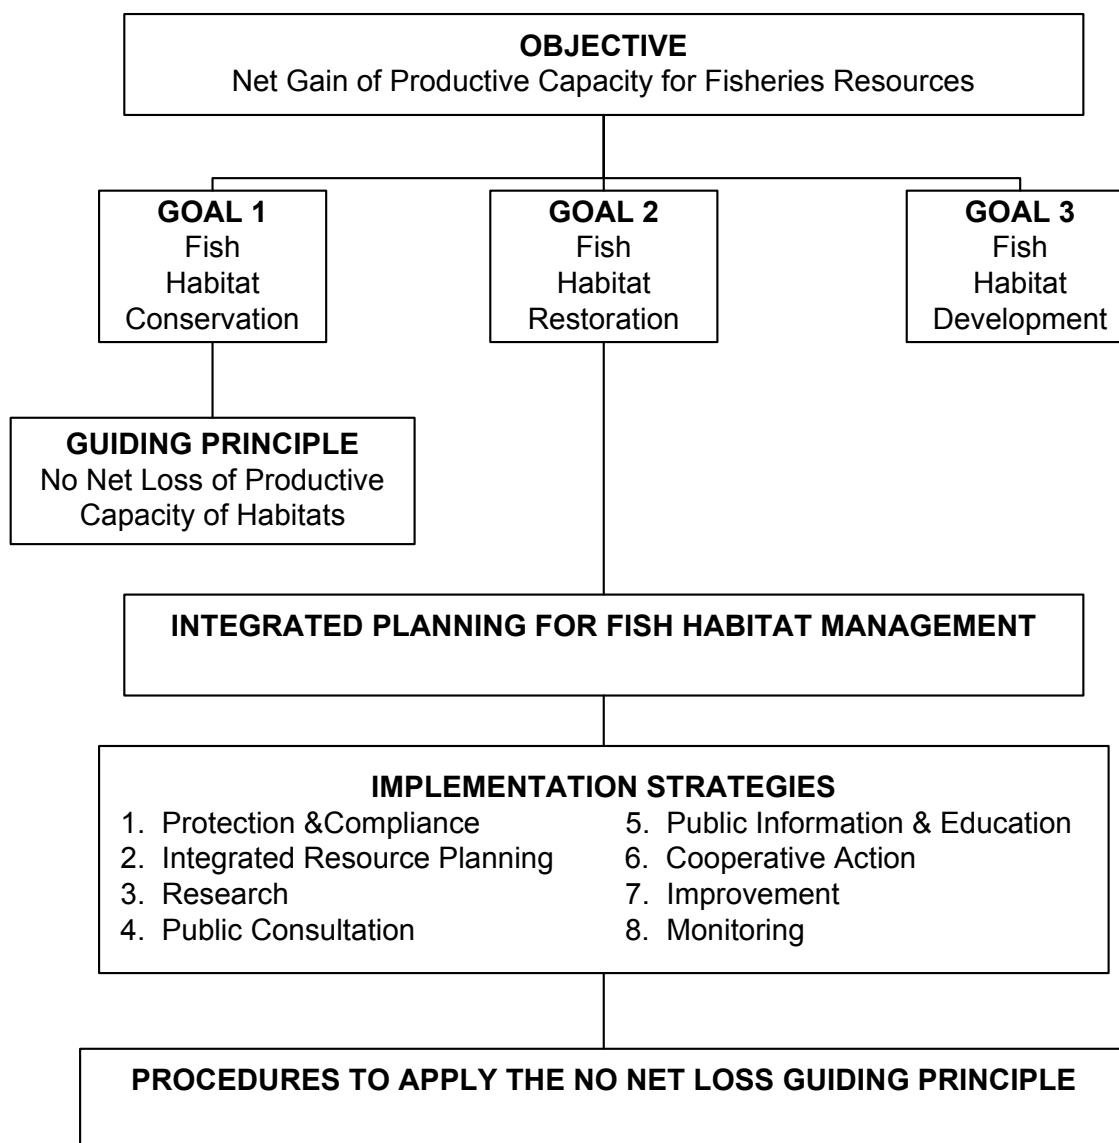 OBJECTIVE
Net Gain of Productive Capacity for Fisheries Resources
GOAL 1
Fish
Habitat
Conservation
GOAL 2
Fish
Habitat
Restoration
GOAL 3
Fish
Habitat
Development
GUIDING PRINCIPLE
No Net Loss of Productive
Capacity of Habitats
INTEGRATED PLANNING FOR FISH HABITAT MANAGEMENT
IMPLEMENTATION STRATEGIES
1. Protection &Compliance
2. Integrated Resource Planning
3. Research
4. Public Consultation
5. Public Information & Education
6. Cooperative Action
7. Improvement
8. Monitoring
PROCEDURES TO APPLY THE NO NET LOSS GUIDING PRINCIPLE